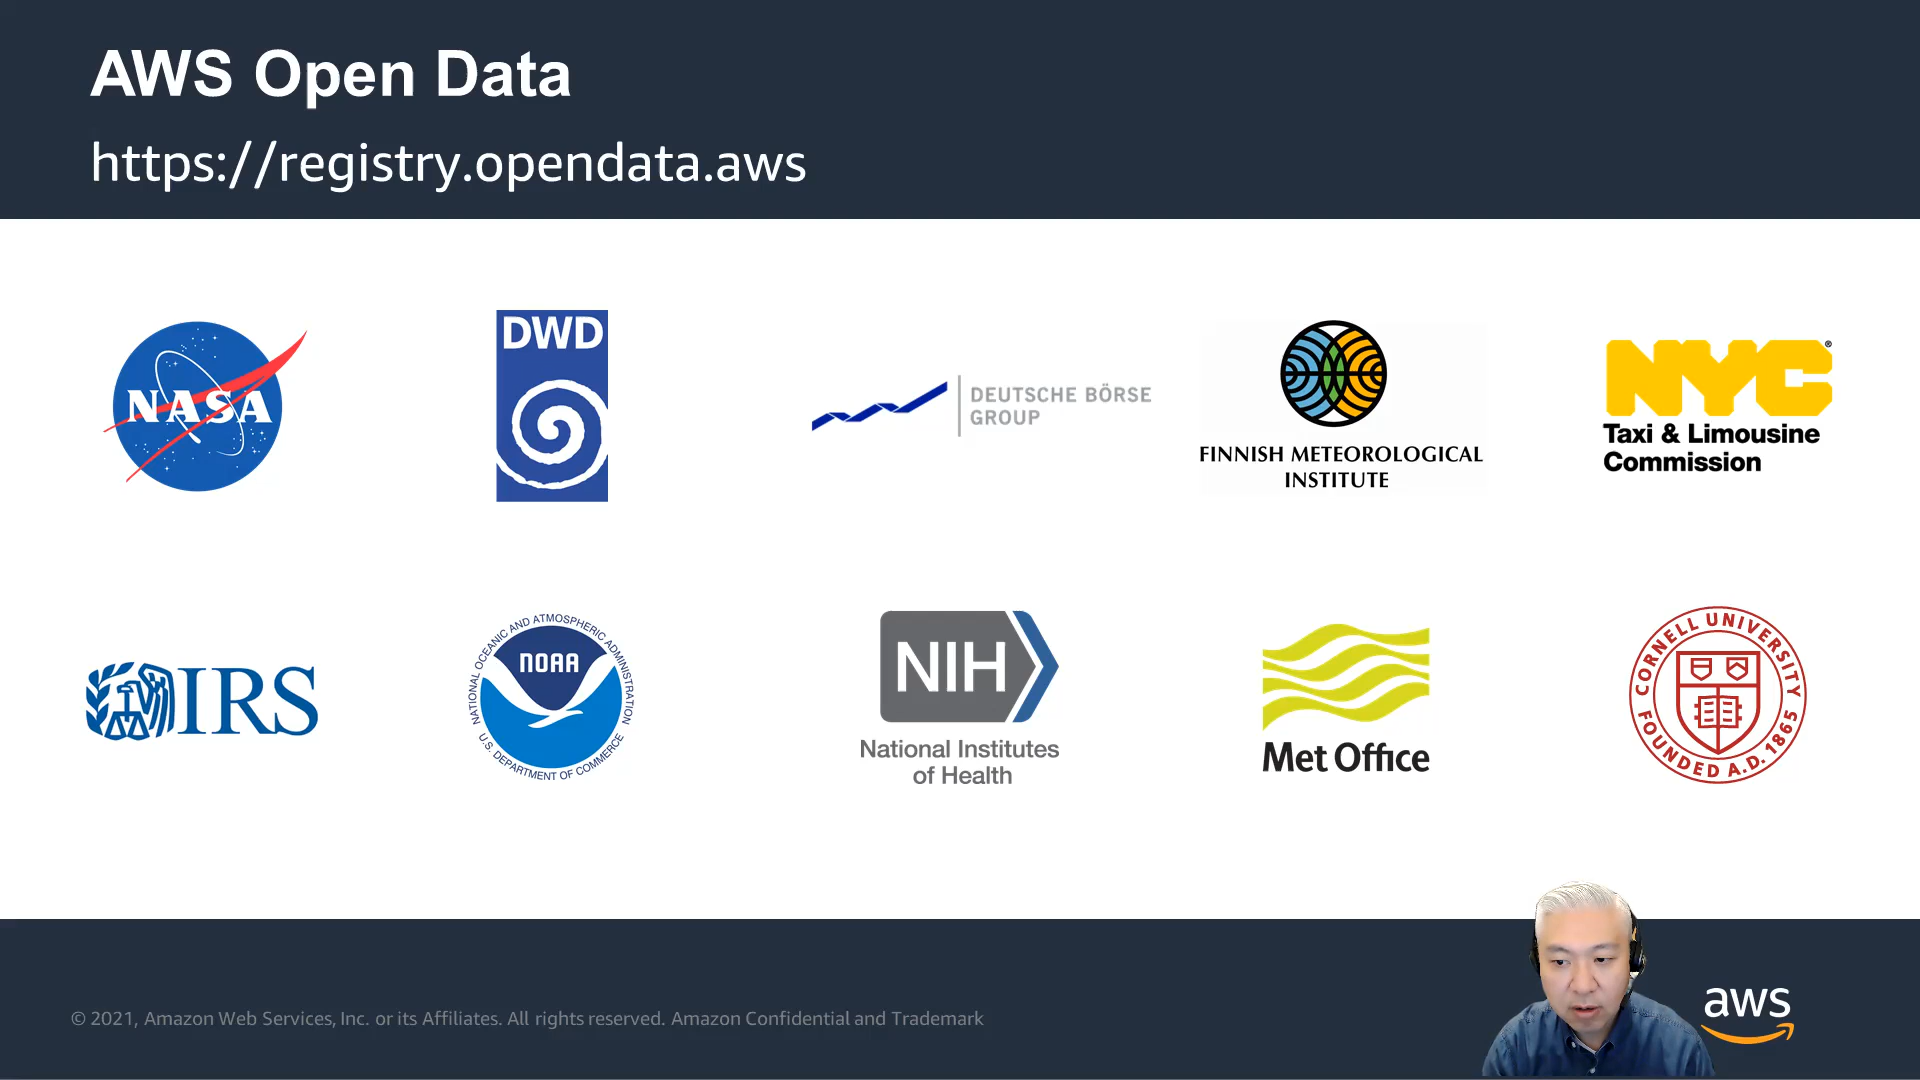 AWS Open Data
https://registry.opendata.aws
NASA
DWD
DEUTSCHE BÖRSE
GROUP
FINNISH METEOROLOGICAL
INSTITUTE
NYC®
Taxi & Limousine
Commission
IRS
NATIONAL OCEANIC AND ATMOSPHERIC ADMINISTRATION
NOAA
U.S. DEPARTMENT OF COMMERCE
NIH
National Institutes
of Health
Met Office
CORNELL UNIVERSITY
FOUNDED A.D. 1865
© 2021, Amazon Web Services, Inc. or its Affiliates. All rights reserved. Amazon Confidential and Trademark
aws